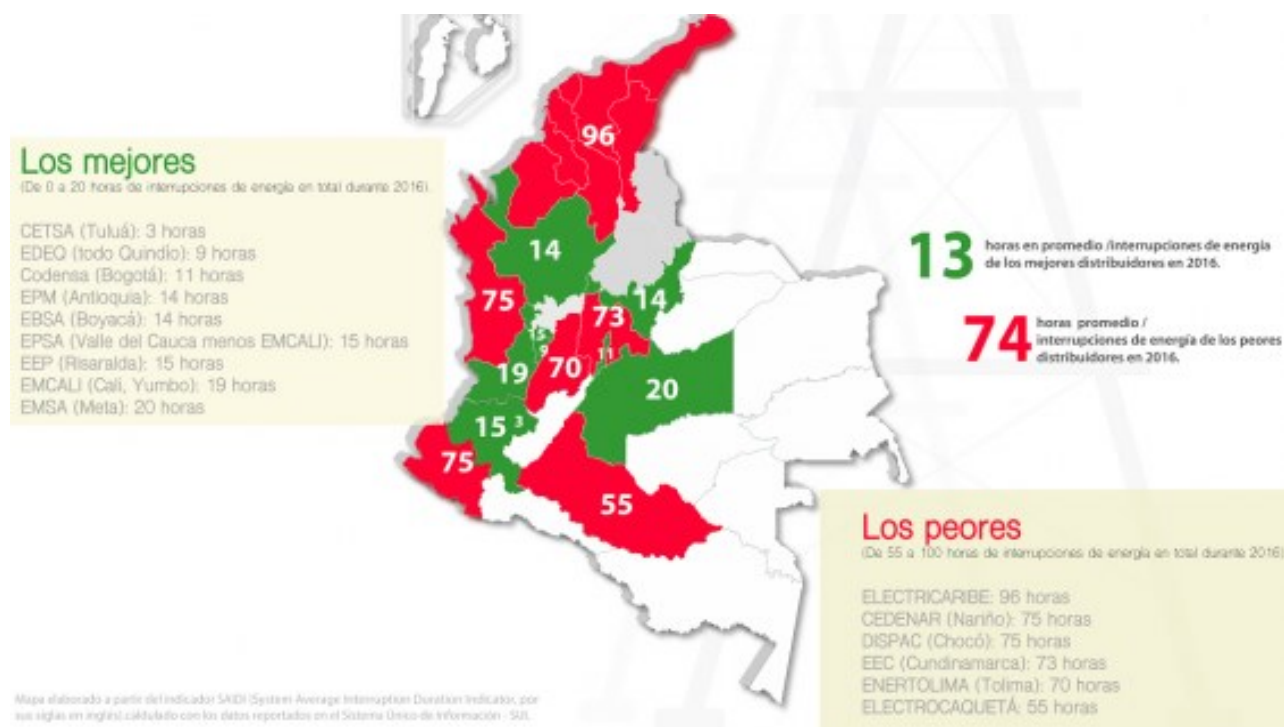 Los mejores
(De 0 a 20 horas de interrupciones de energía en total durante 2016).
CETSA (Tuluá): 3 horas
EDEQ (todo Quindío): 9 horas
Codensa (Bogotá): 11 horas
EPM (Antioquia): 14 horas
EBSA (Boyacá): 14 horas
EPSA (Valle del Cauca menos EMCALI): 15 horas
EEP (Risaralda): 15 horas
EMCALI (Cali, Yumbo): 19 horas
EMSA (Meta): 20 horas
96
14
75
14
73
15
9
11
70
19
20
15
3
75
55
13
horas en promedio /interrupciones de energía
de los mejores distribuidores en 2016.
74
horas promedio /
interrupciones de energía de los peores
distribuidores en 2016.
Los peores
(De 55 a 100 horas de interrupciones de energía en total durante 2016)
ELECTRICARIBE: 96 horas
CEDENAR (Nariño): 75 horas
DISPAC (Chocó): 75 horas
EEC (Cundinamarca): 73 horas
ENERTOLIMA (Tolima): 70 horas
ELECTROCAQUETÁ: 55 horas
Mapa elaborado a partir del indicador SAIDI (System Average Interruption Duration Indicator, por
sus siglas en inglés) calculado con los datos reportados en el Sistema Único de Información - SUI.